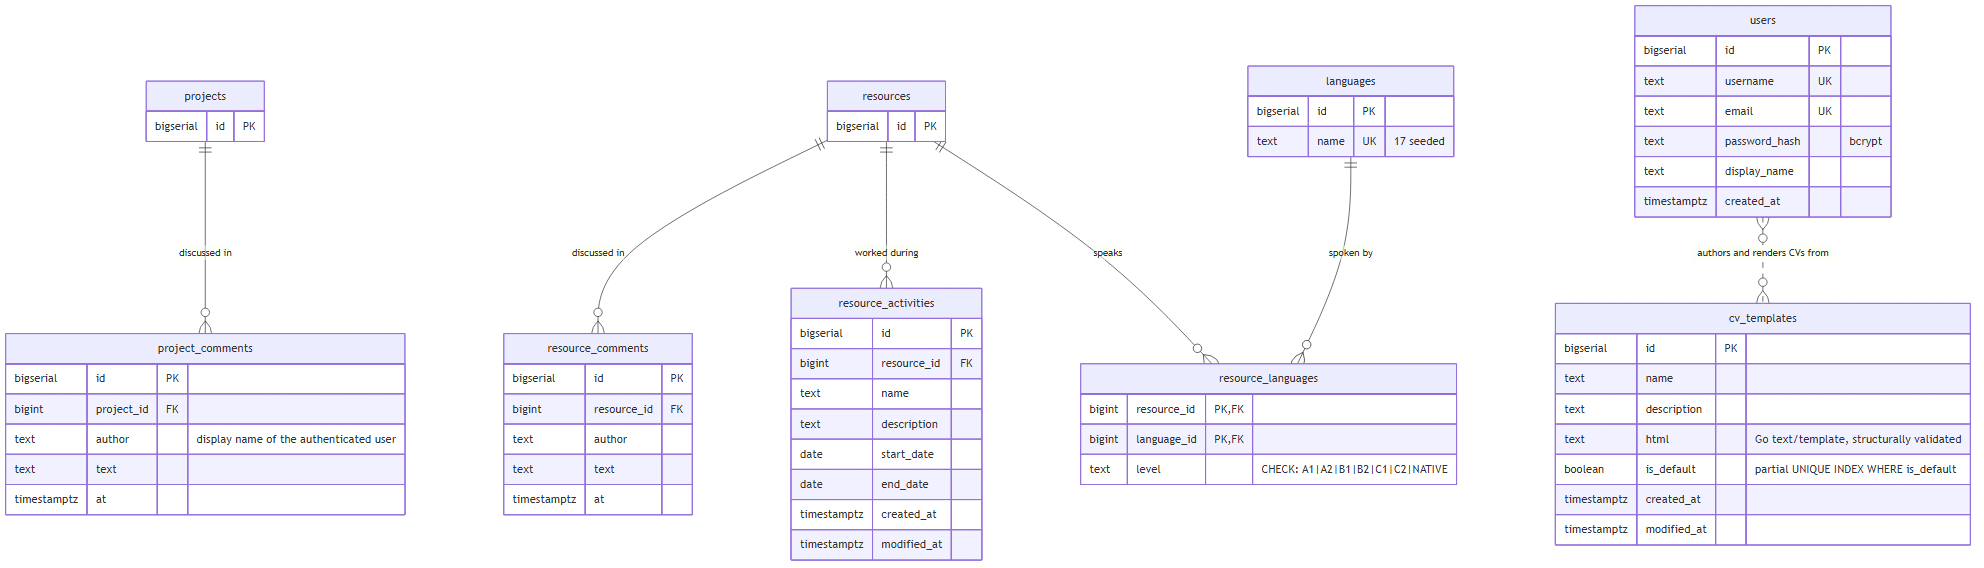 projects
bigserial id PK
discussed in
project_comments
bigserial id PK
bigint project_id FK
text author display name of the authenticated user
text text
timestamptz at
resources
bigserial id PK
discussed in
worked during
speaks
resource_comments
bigserial id PK
bigint resource_id FK
text author
text text
timestamptz at
resource_activities
bigserial id PK
bigint resource_id FK
text name
text description
date start_date
date end_date
timestamptz created_at
timestamptz modified_at
languages
bigserial id PK
text name UK 17 seeded
spoken by
resource_languages
bigint resource_id PK,FK
bigint language_id PK,FK
text level CHECK: A1|A2|B1|B2|C1|C2|NATIVE
users
bigserial id PK
text username UK
text email UK
text password_hash bcrypt
text display_name
timestamptz created_at
authors and renders CVs from
cv_templates
bigserial id PK
text name
text description
text html Go text/template, structurally validated
boolean is_default partial UNIQUE INDEX WHERE is_default
timestamptz created_at
timestamptz modified_at